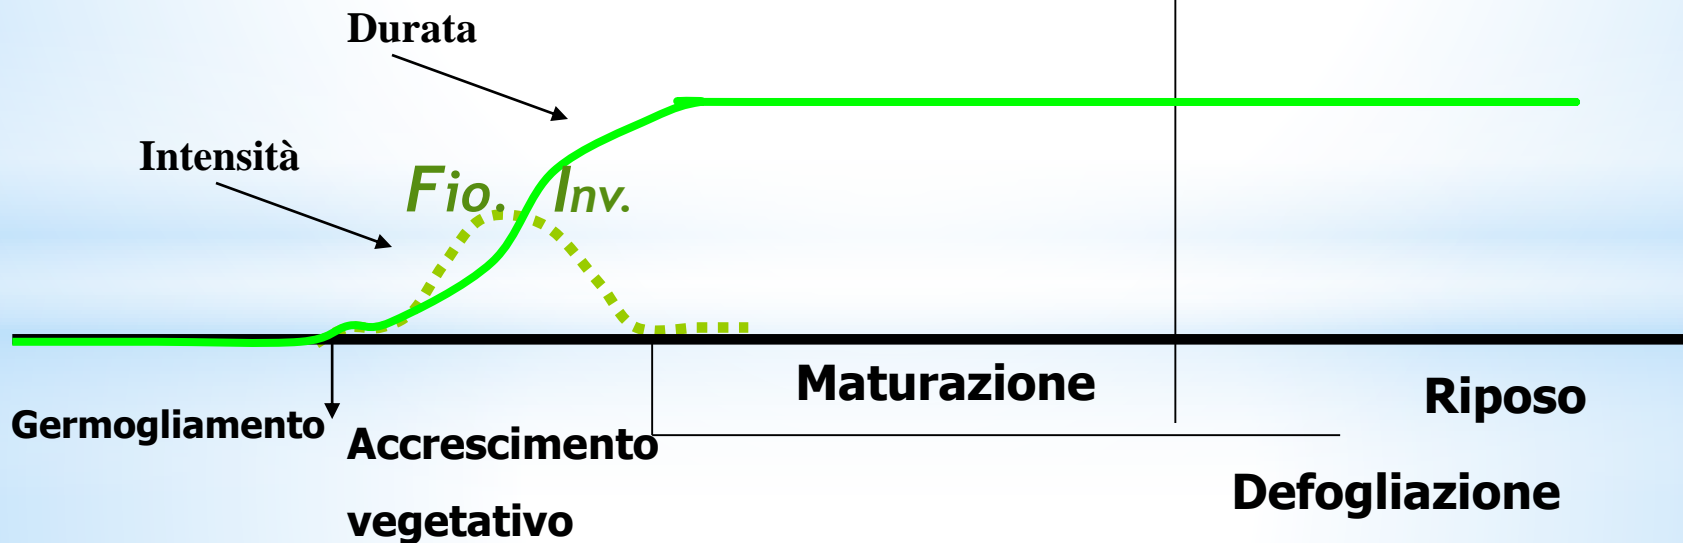 Durata
Intensità
Fio. Inv.
Maturazione
Riposo
Germogliamento
Accrescimento
vegetativo
Defogliazione